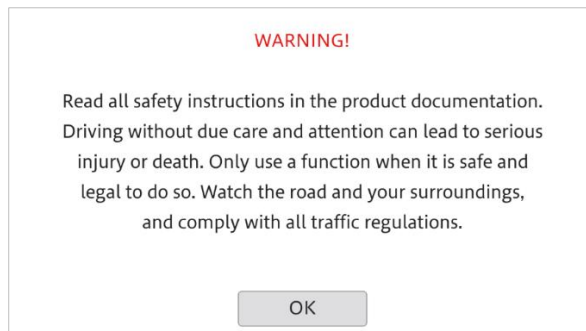 WARNING!
Read all safety instructions in the product documentation.
Driving without due care and attention can lead to serious
injury or death. Only use a function when it is safe and
legal to do so. Watch the road and your surroundings,
and comply with all traffic regulations.
OK